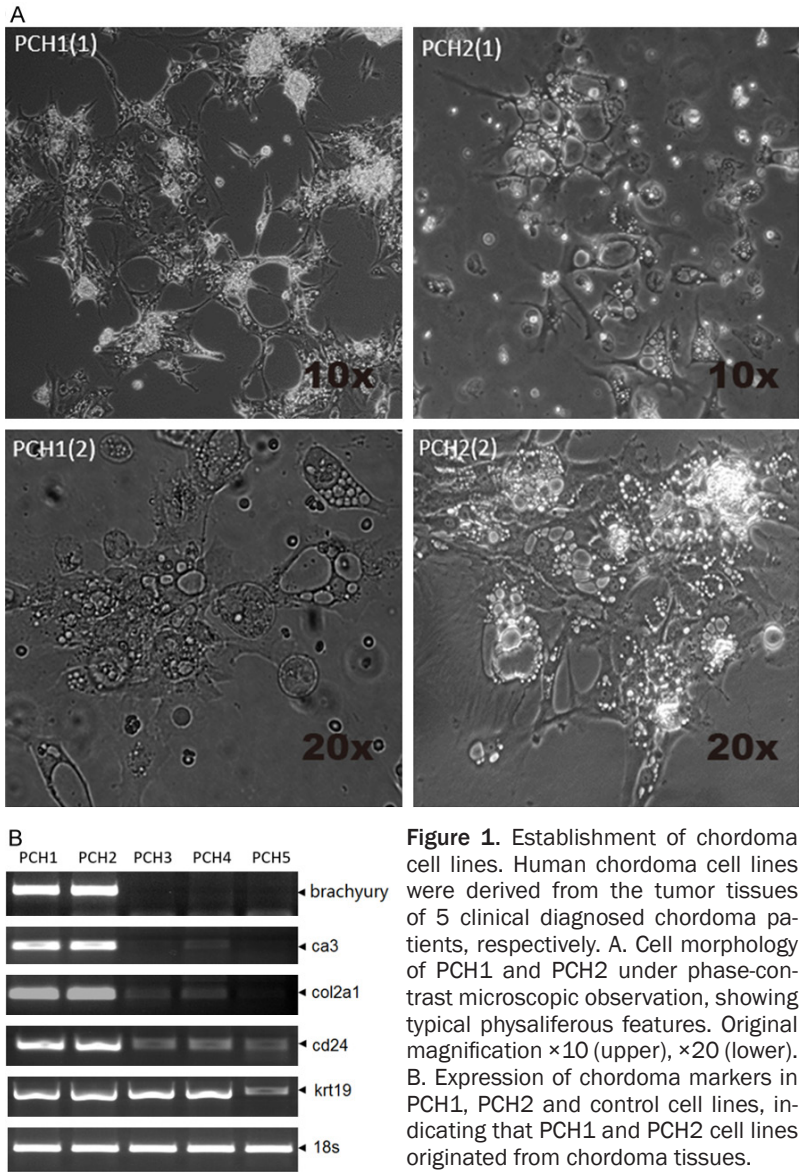 A
PCH1(1)
PCH2(1)
10x
10x
PCH1(2)
PCH2(2)
20x
20x
B
PCH1 PCH2 PCH3 PCH4 PCH5
brachyury
ca3
col2a1
cd24
krt19
18s
Figure 1. Establishment of chordoma
cell lines. Human chordoma cell lines
were derived from the tumor tissues
of 5 clinical diagnosed chordoma pa-
tients, respectively. A. Cell morphology
of PCH1 and PCH2 under phase-con-
trast microscopic observation, showing
typical physaliferous features. Original
magnification ×10 (upper), ×20 (lower).
B. Expression of chordoma markers in
PCH1, PCH2 and control cell lines, in-
dicating that PCH1 and PCH2 cell lines
originated from chordoma tissues.